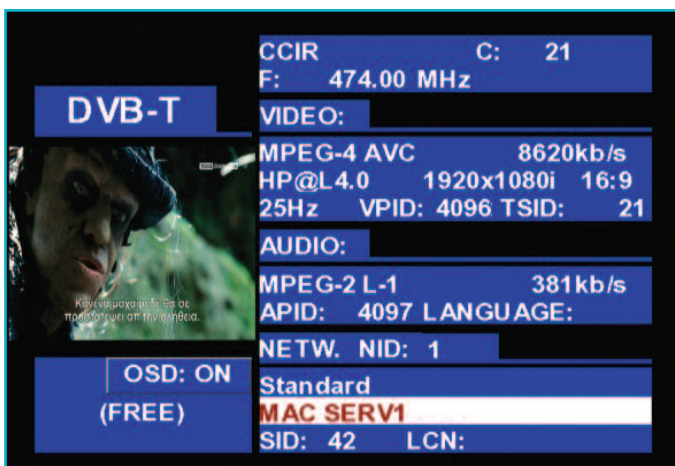 CCIR C: 21
F: 474.00 MHz
DVB-T
VIDEO:
MPEG-4 AVC 8620kb/s
HP@L4.0 1920x1080i 16:9
25Hz VPID: 4096 TSID: 21
AUDIO:
MPEG-2 L-1 381kb/s
APID: 4097 LANGUAGE:
Κανένα μαχαίρι δε θα σε
προστατέψει απ την αλήθεια.
NETW. NID: 1
OSD: ON
(FREE)
Standard
MAC SERV1
SID: 42 LCN: